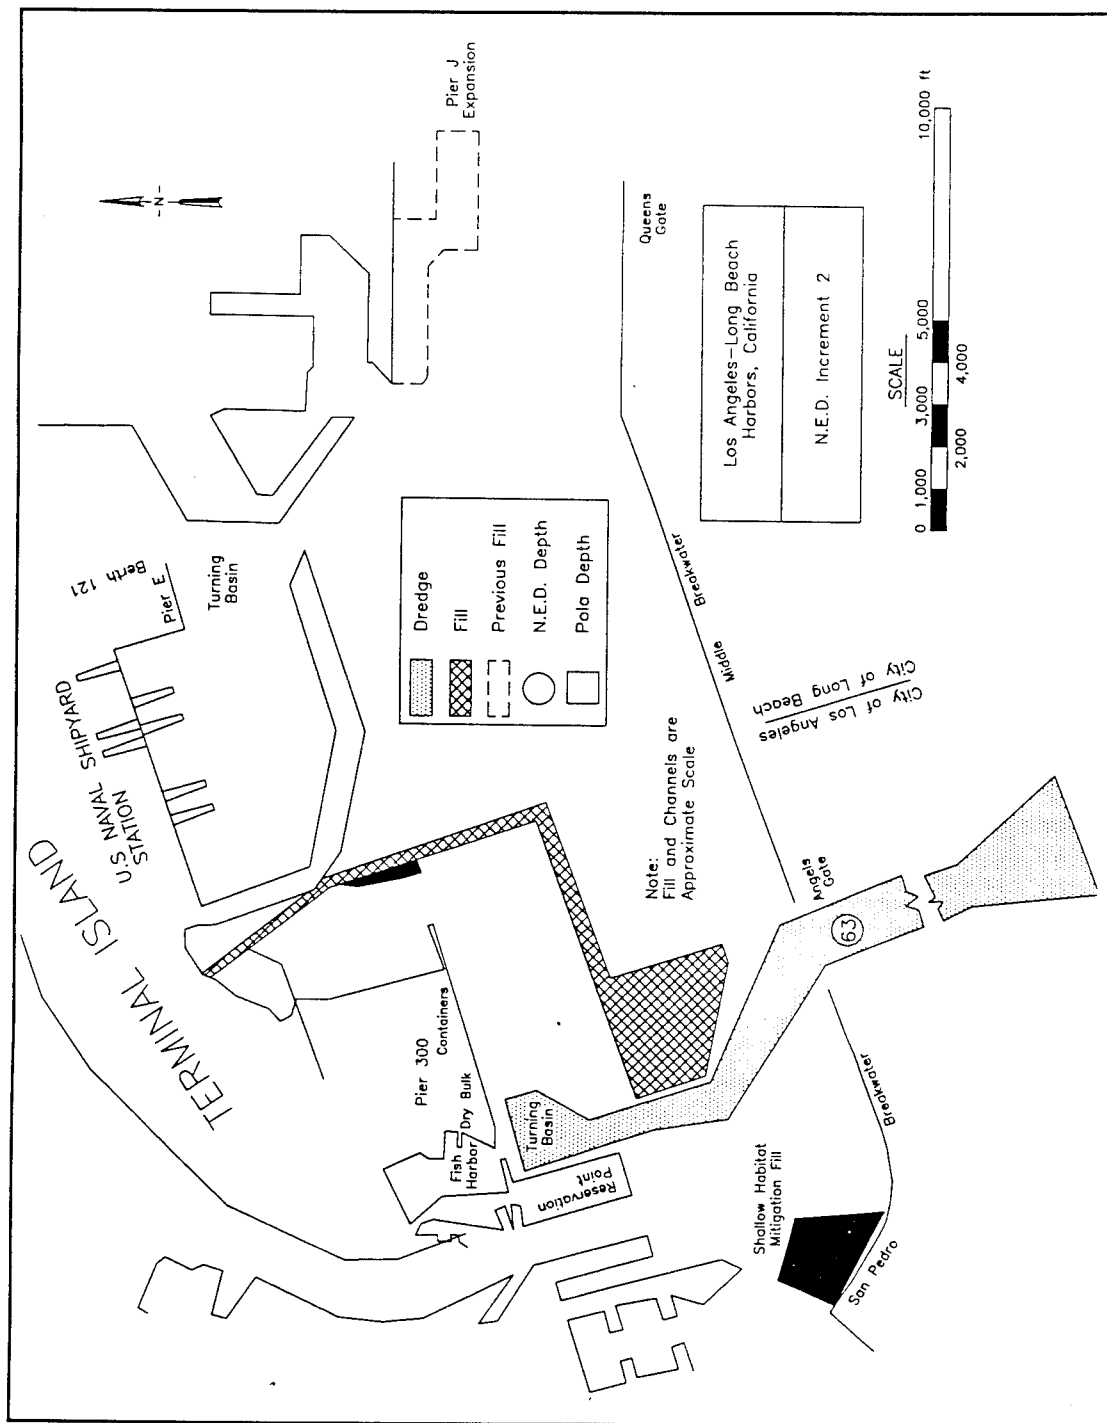 TERMINAL ISLAND
U.S NAVAL SHIPYARD
STATION
Berth 121
Pier E
Turning
Basin
-N-
Pier J
Expansion
Pier 300
Containers
Dry Bulk
Fish
Harbor
Turning
Basin
Reservation
Point
Dredge
Fill
Previous Fill
N.E.D. Depth
Pola Depth
Note:
Fill and Channels are
Approximate Scale
Shallow Habitat
Mitigation Fill
San Pedro
Breakwater
63
Angels
Gate
Middle
Breakwater
City of Los Angeles
City of Long Beach
Queens
Gate
Los Angeles-Long Beach
Harbors, California
N.E.D. Increment 2
SCALE
0 1,000 3,000 5,000 10,000 ft
2,000 4,000